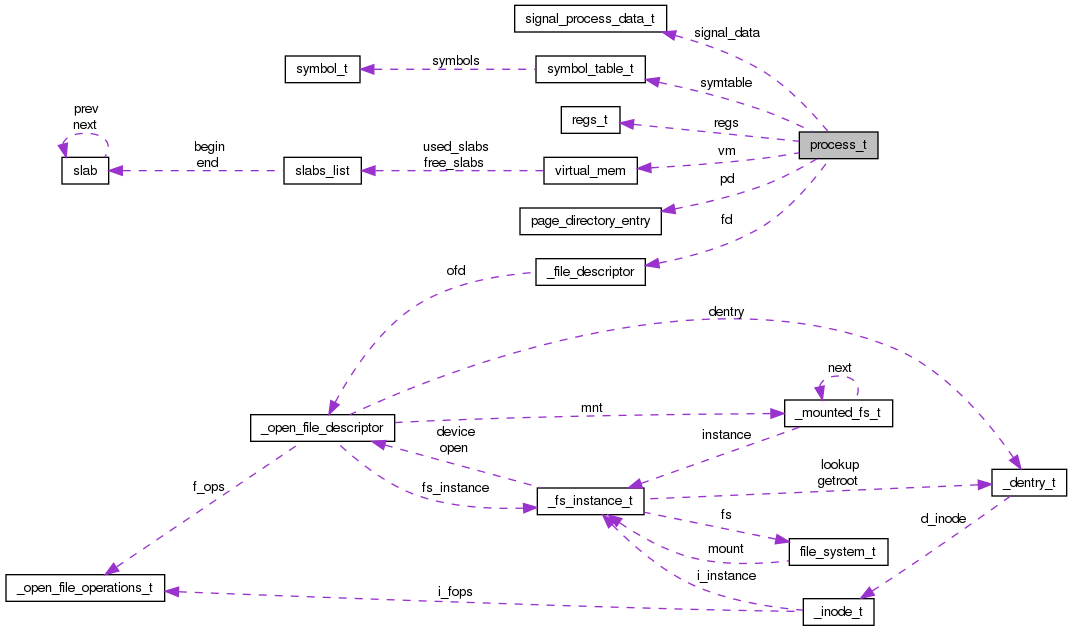 signal_process_data_t
signal_data
symbol_t
symbols
symbol_table_t
symtable
prev
next
regs_t
regs
process_t
begin
end
used_slabs
free_slabs
vm
slab
slabs_list
virtual_mem
pd
page_directory_entry
fd
ofd
_file_descriptor
dentry
next
mnt
_mounted_fs_t
_open_file_descriptor
device
open
instance
lookup
getroot
f_ops
fs_instance
_fs_instance_t
_dentry_t
fs
d_inode
mount
file_system_t
i_instance
_open_file_operations_t
i_fops
_inode_t